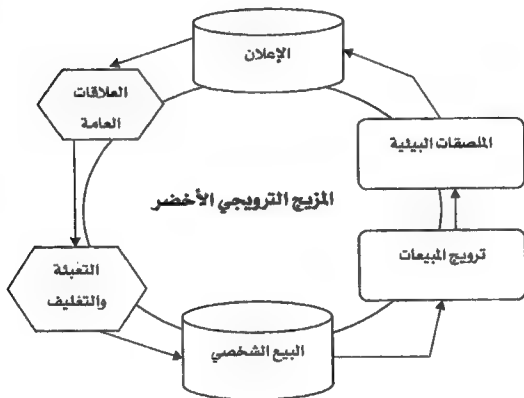 الإعلان
العلاقات
العامة
الملصقات البيئية
المزيج الترويجي الأخضر
ترويج المبيعات
التعبئة
والتغليف
البيع الشخصي